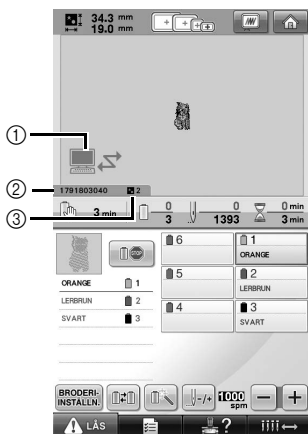 34.3 mm
19.0 mm
①
②
1791803040 2
③
3 min 0 3 0 1393 0 min 3 min
6 1 ORANGE
5 2 LERBRUN
4 3 SVART
ORANGE 1
LERBRUN 2
SVART 3
BRODERI-
INSTÄLLN. -/+ 1000 spm − +
LÅS ?